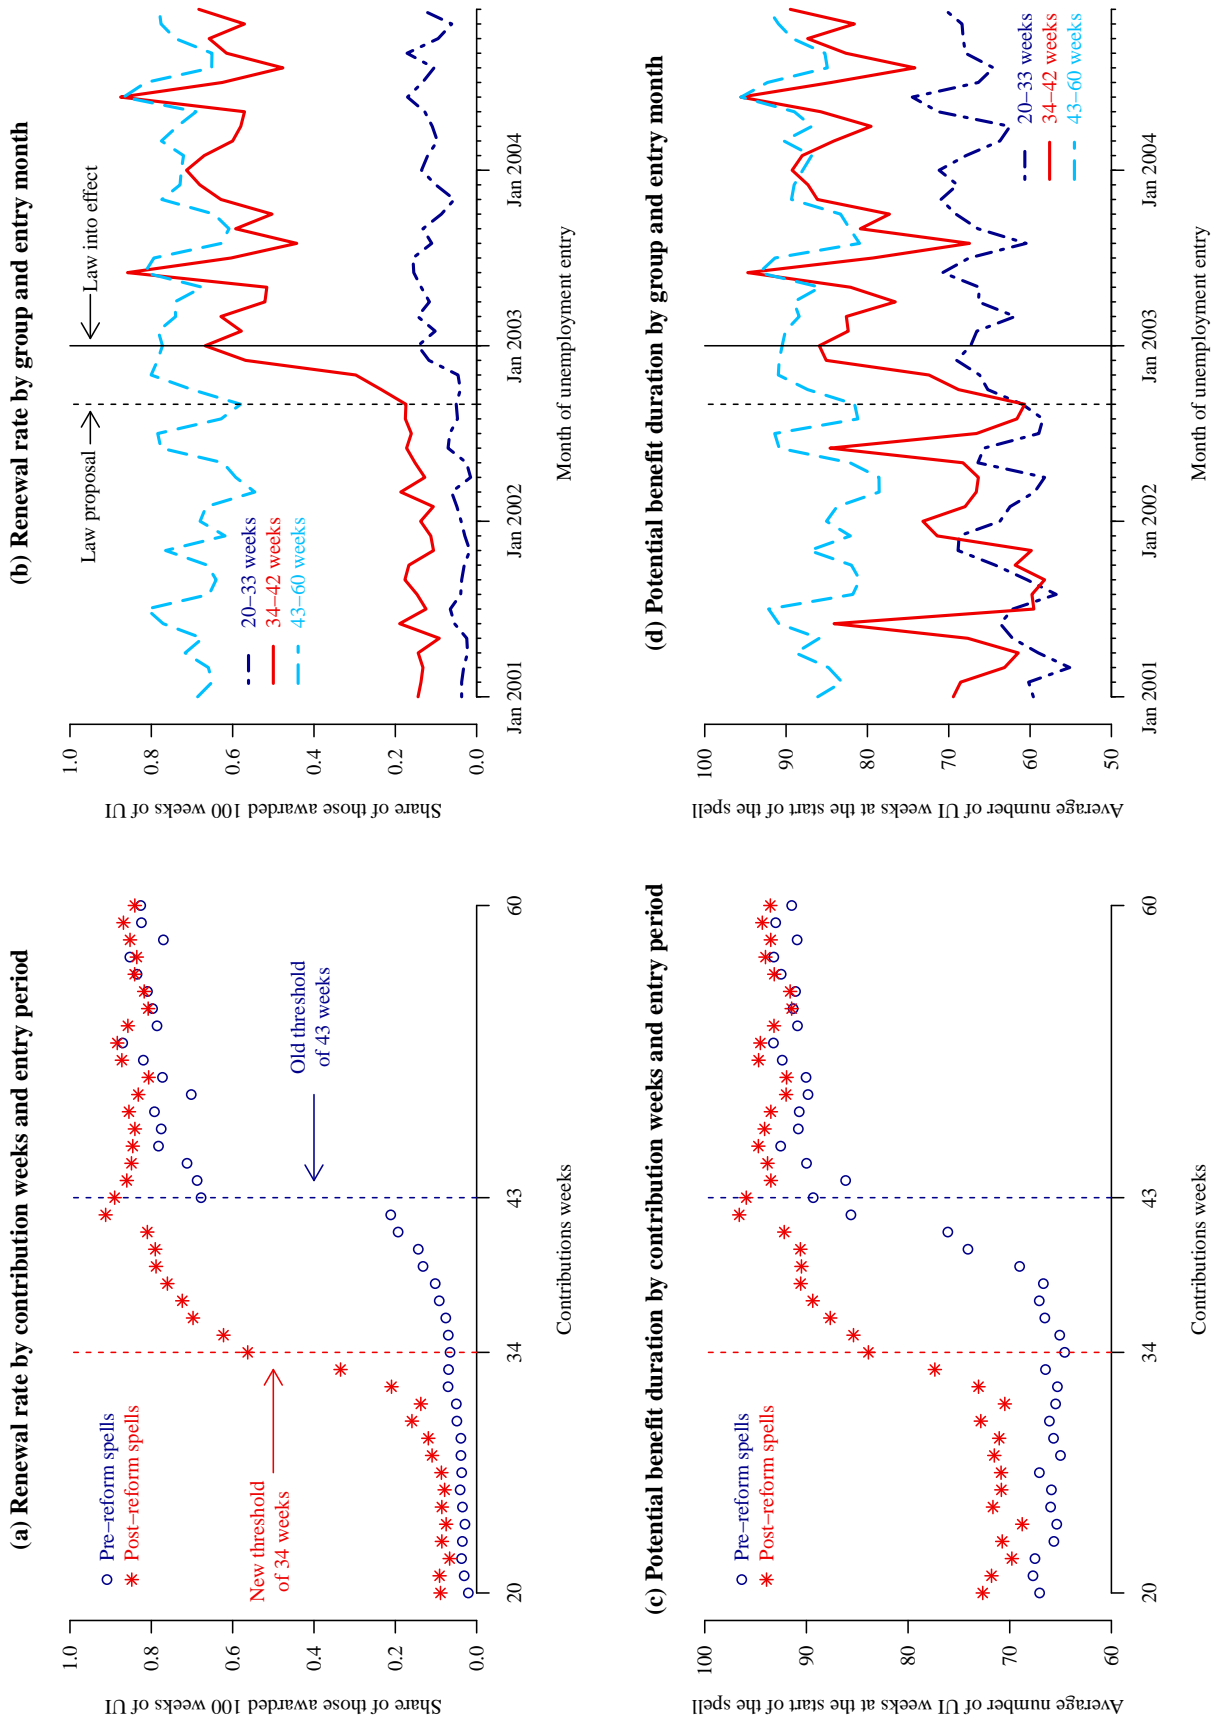 (a) Renewal rate by contribution weeks and entry period
Share of those awarded 100 weeks of UI
1.0
0.8
0.6
0.4
0.2
0.0
Pre−reform spells
Post−reform spells
New threshold
of 34 weeks
Old threshold
of 43 weeks
20
34
43
60
Contributions weeks
(b) Renewal rate by group and entry month
Share of those awarded 100 weeks of UI
1.0
0.8
0.6
0.4
0.2
0.0
Law proposal
Law into effect
20−33 weeks
34−42 weeks
43−60 weeks
Jan 2001
Jan 2002
Jan 2003
Jan 2004
Month of unemployment entry
(c) Potential benefit duration by contribution weeks and entry period
Average number of UI weeks at the start of the spell
100
90
80
70
60
Pre−reform spells
Post−reform spells
20
34
43
60
Contributions weeks
(d) Potential benefit duration by group and entry month
Average number of UI weeks at the start of the spell
100
90
80
70
60
50
20−33 weeks
34−42 weeks
43−60 weeks
Jan 2001
Jan 2002
Jan 2003
Jan 2004
Month of unemployment entry